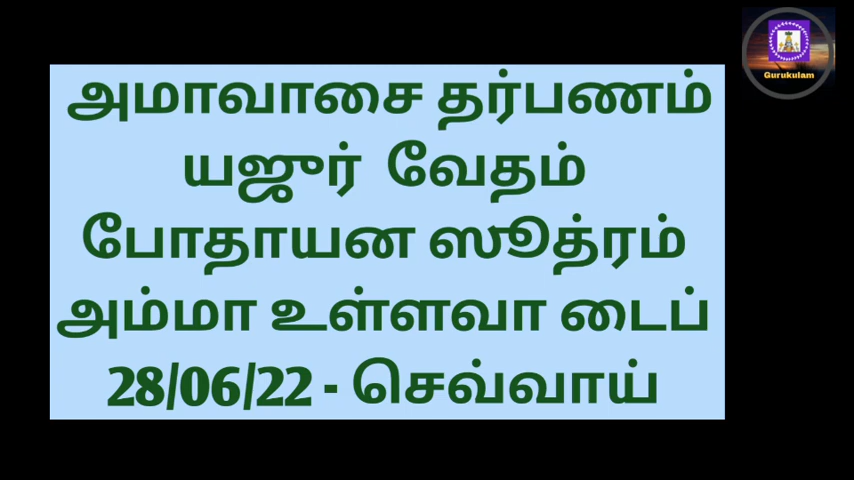 Gurukulam
அமாவாசை தர்பணம்
யஜுர் வேதம்
போதாயன ஸூத்ரம்
அம்மா உள்ளவா டைப்
28/06/22 - செவ்வாய்